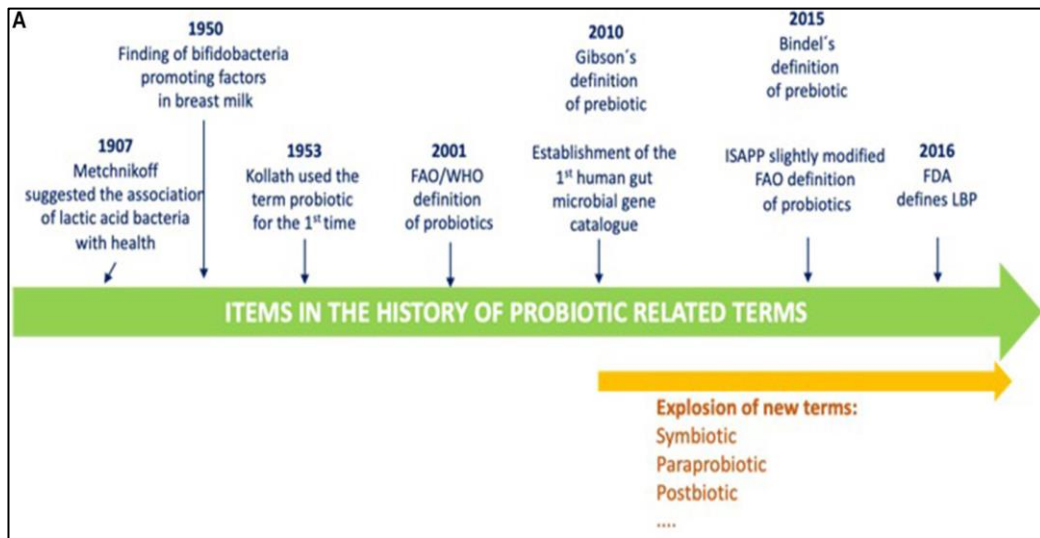 A
1907
Metchnikoff
suggested the association
of lactic acid bacteria
with health
1950
Finding of bifidobacteria
promoting factors
in breast milk
1953
Kollath used the
term probiotic
for the 1st time
2001
FAO/WHO
definition
of probiotics
2010
Gibson´s
definition
of prebiotic
Establishment of the
1st human gut
microbial gene
catalogue
2015
Bindel´s
definition
of prebiotic
ISAPP slightly modified
FAO definition
of probiotics
2016
FDA
defines LBP
ITEMS IN THE HISTORY OF PROBIOTIC RELATED TERMS
Explosion of new terms:
Symbiotic
Paraprobiotic
Postbiotic
....